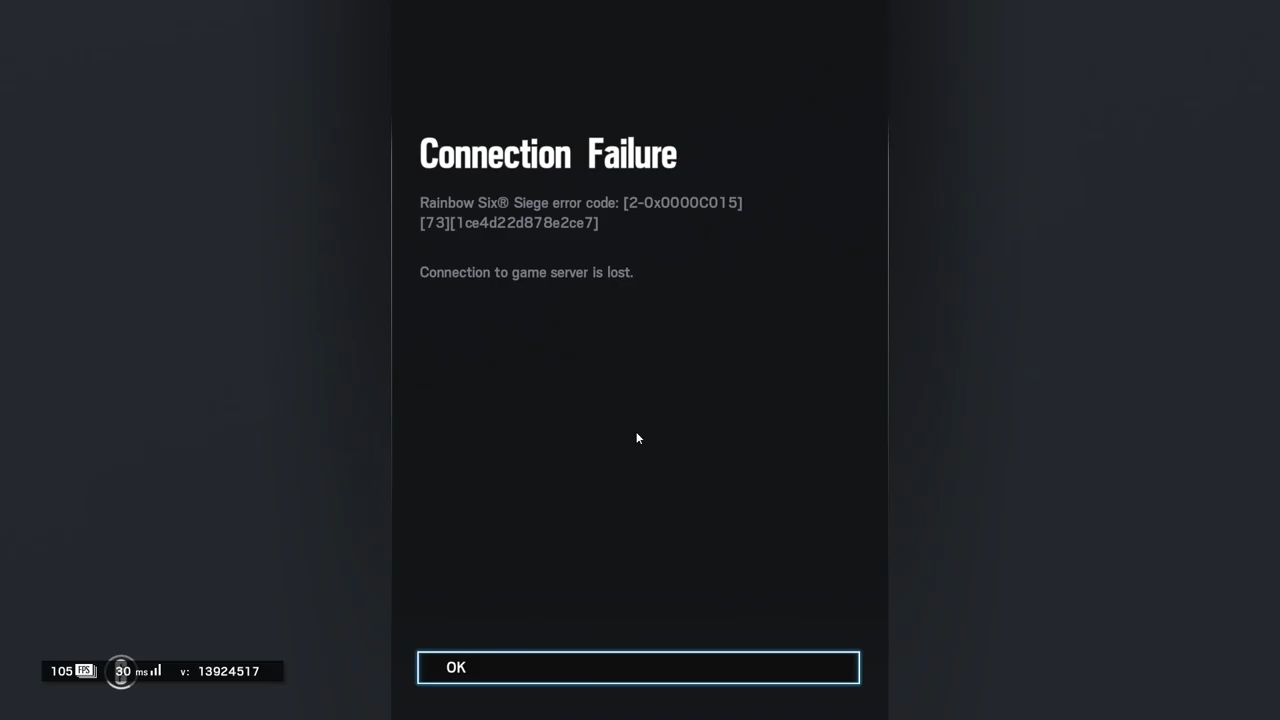 Connection Failure
Rainbow Six® Siege error code: [2-0x0000C015]
[73][1ce4d22d878e2ce7]
Connection to game server is lost.
OK
105 FPS 30 ms v: 13924517